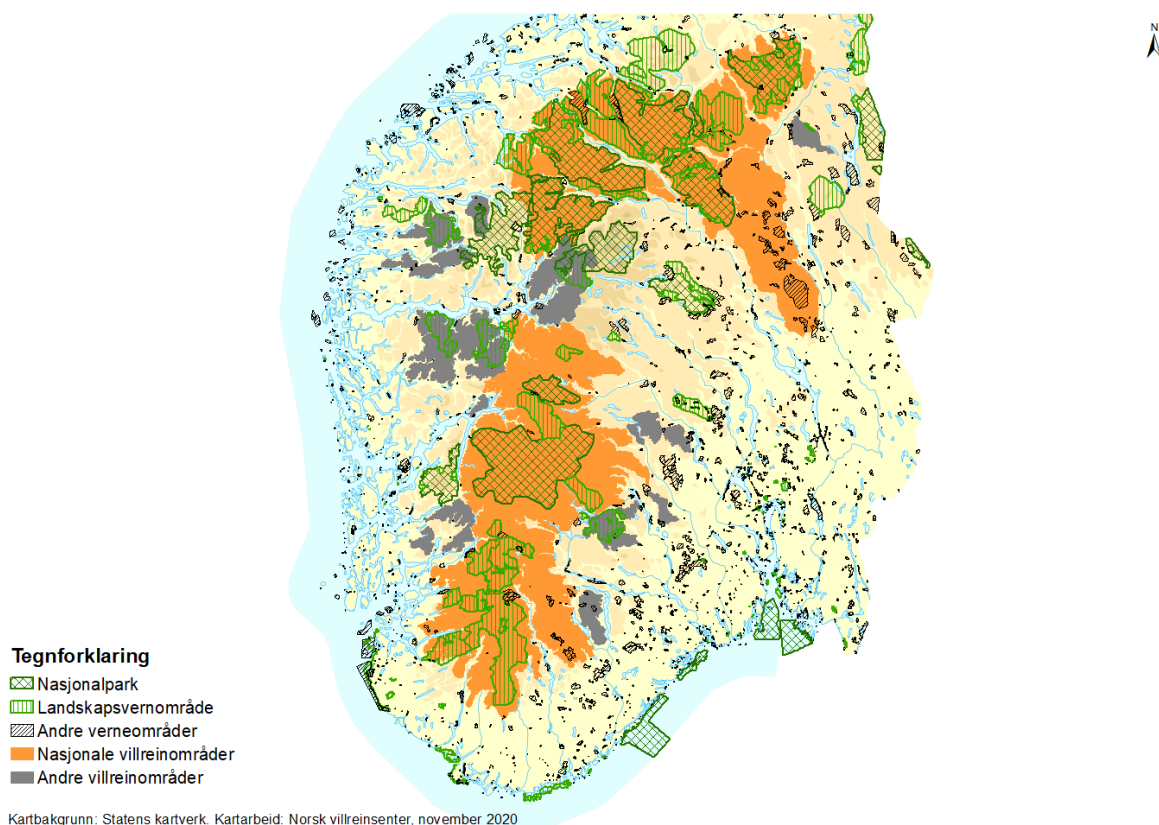 N
Tegnforklaring
Nasjonalpark
Landskapsvernområde
Andre verneområder
Nasjonale villreinområder
Andre villreinområder
Kartbakgrunn: Statens kartverk. Kartarbeid: Norsk villreinsenter, november 2020